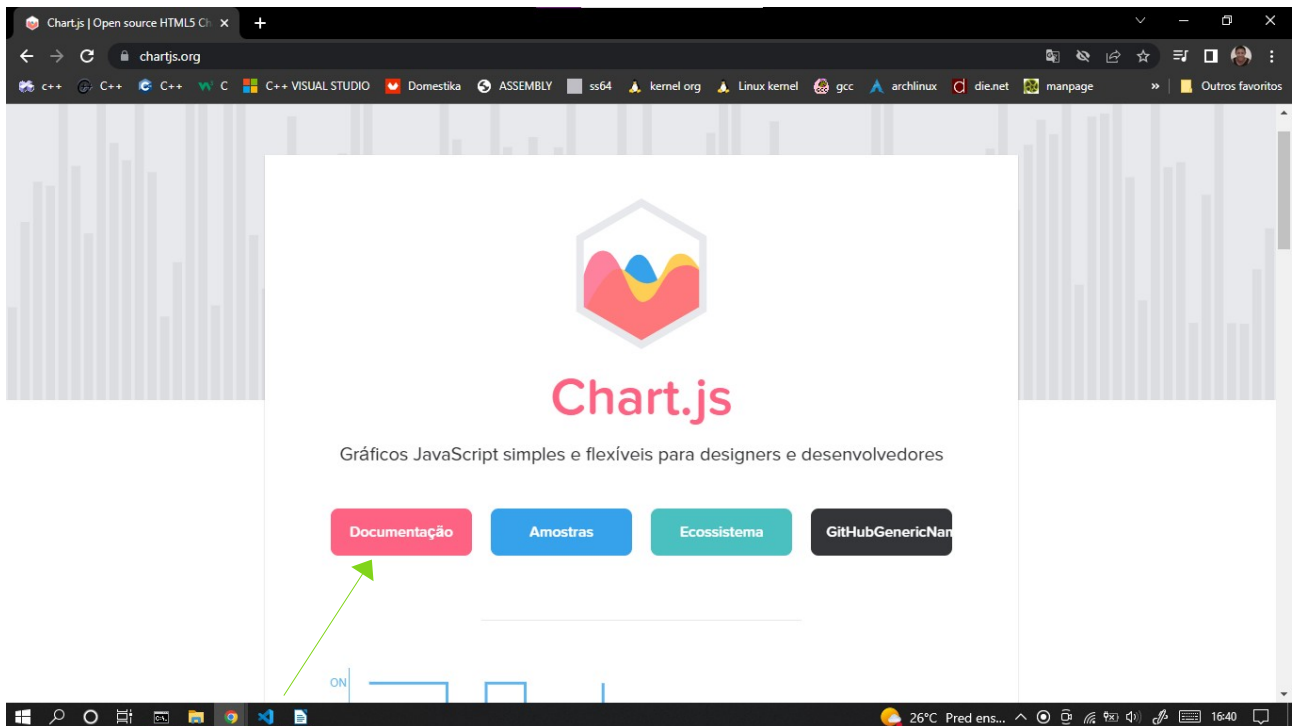 Chart.js | Open source HTML5 Ch
chartjs.org
c++ C++ C++ C C++ VISUAL STUDIO Domestika ASSEMBLY ss64 kernel org Linux kernel gcc archlinux die.net manpage » Outros favoritos
Chart.js
Gráficos JavaScript simples e flexíveis para designers e desenvolvedores
Documentação Amostras Ecossistema GitHubGenericNam
ON
26°C Pred ens... 16:40